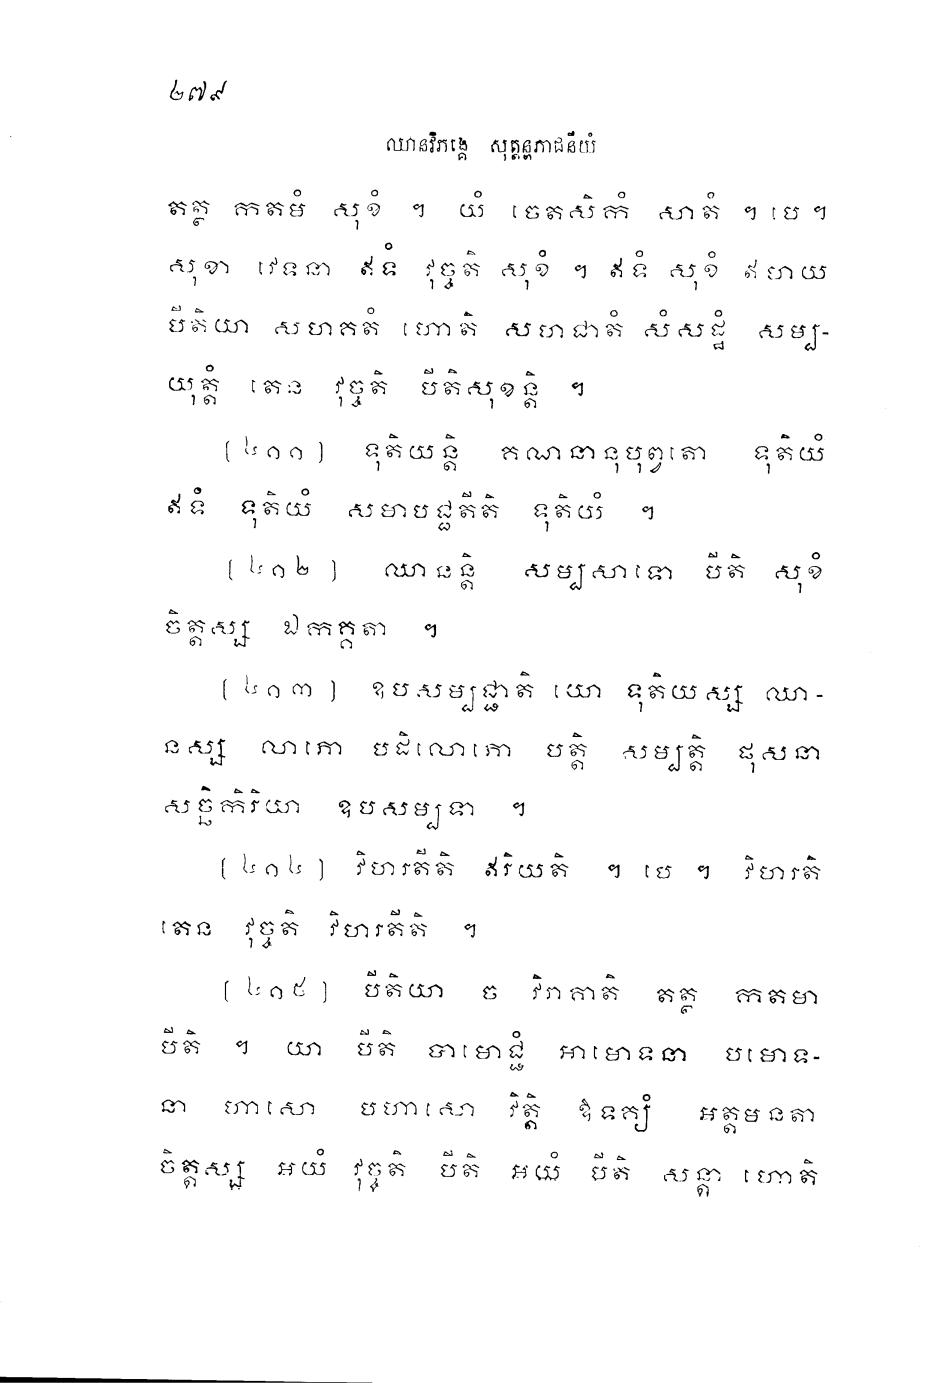 ២៧៩
ឈានវិភង្គេ សុត្តន្តភាជនីយំ
តត្ថ កតមំ សុខំ ។ យំ ចេតសិកំ សាតំ ។ បេ ។
សុខា វេទនា ឥទំ វុច្ចតិ សុខំ ។ ឥទំ សុខំ ឥមាយ
បីតិយា សហគតំ ហោតិ សហជាតំ សំសដ្ឋំ សម្ប-
យុត្តំ តេន វុច្ចតិ បីតិសុខន្តិ ។
[៤១១] ទុតិយន្តិ គណនានុបុព្វតោ ទុតិយំ
ឥទំ ទុតិយំ សមាបជ្ជតីតិ ទុតិយំ ។
[៤១២] ឈានន្តិ សម្បសាទោ បីតិ សុខំ
ចិត្តស្ស ឯកគ្គតា ។
[៤១៣] ឧបសម្បជ្ជាតិ យោ ទុតិយស្ស ឈា-
នស្ស លាភោ បដិលាភោ បត្តិ សម្បត្តិ ផុសនា
សច្ឆិកិរិយា ឧបសម្បទា ។
[៤១៤] វិហរតីតិ ឥរិយតិ ។ បេ ។ វិហរតិ
តេន វុច្ចតិ វិហរតីតិ ។
[៤១៥] បីតិយា ច វិរាគាតិ តត្ថ កតមា
បីតិ ។ យា បីតិ បាមោជ្ជំ អាមោទនា បមោទ-
នា ហាសោ បហាសោ វិត្តិ ឱទគ្យំ អត្តមនតា
ចិត្តស្ស អយំ វុច្ចតិ បីតិ អយំ បីតិ សន្តា ហោតិ